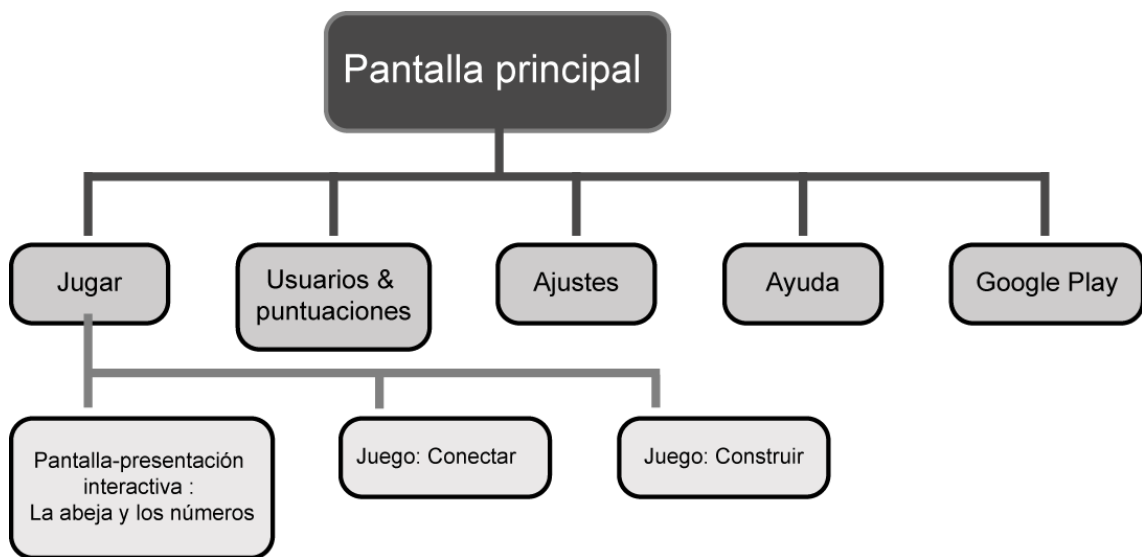 Pantalla principal
Jugar
Usuarios &
puntuaciones
Ajustes
Ayuda
Google Play
Pantalla-presentación
interactiva :
La abeja y los números
Juego: Conectar
Juego: Construir